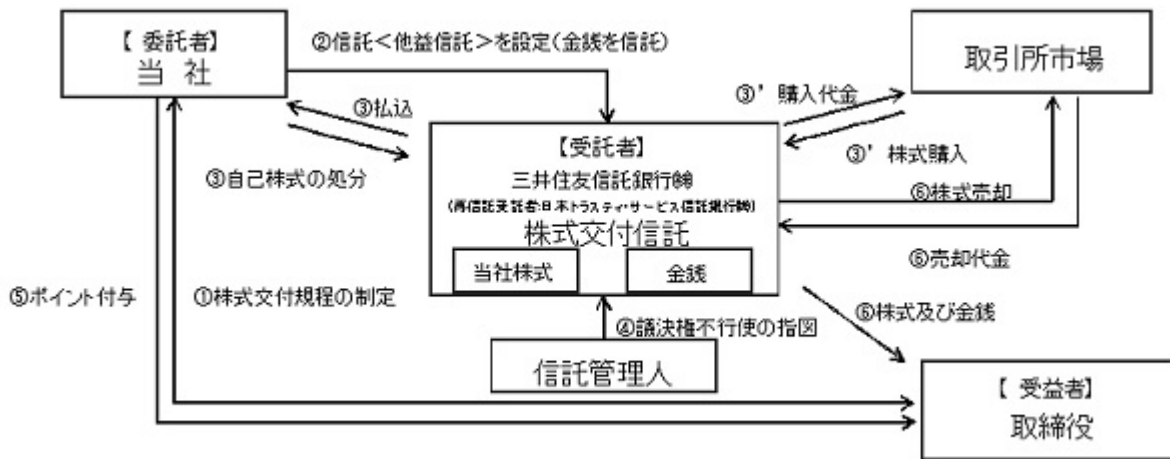 【 委託者】
当 社
②信託＜他益信託＞を設定(金銭を信託)
取引所市場
③払込
③’ 購入代金
【受託者】
三井住友信託銀行㈱
(再信託受託者:日本トラスティ・サービス信託銀行㈱)
株式交付信託
当社株式
金銭
③自己株式の処分
③’ 株式購入
⑥株式売却
⑥売却代金
⑤ポイント付与
①株式交付規程の制定
④議決権不行使の指図
⑥株式及び金銭
信託管理人
【 受益者】
取締役